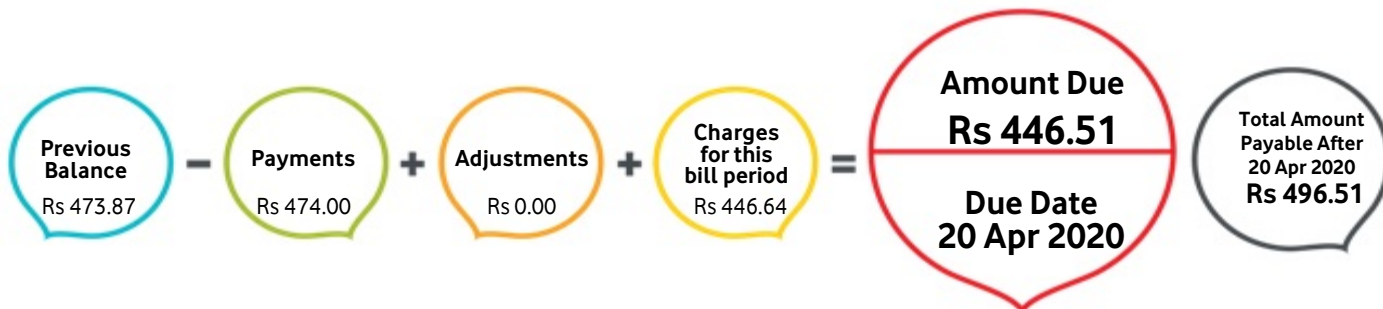 Previous
Balance
Rs 473.87
-
Payments
Rs 474.00
+
Adjustments
Rs 0.00
+
Charges
for this
bill period
Rs 446.64
=
Amount Due
Rs 446.51
Due Date
20 Apr 2020
Total Amount
Payable After
20 Apr 2020
Rs 496.51